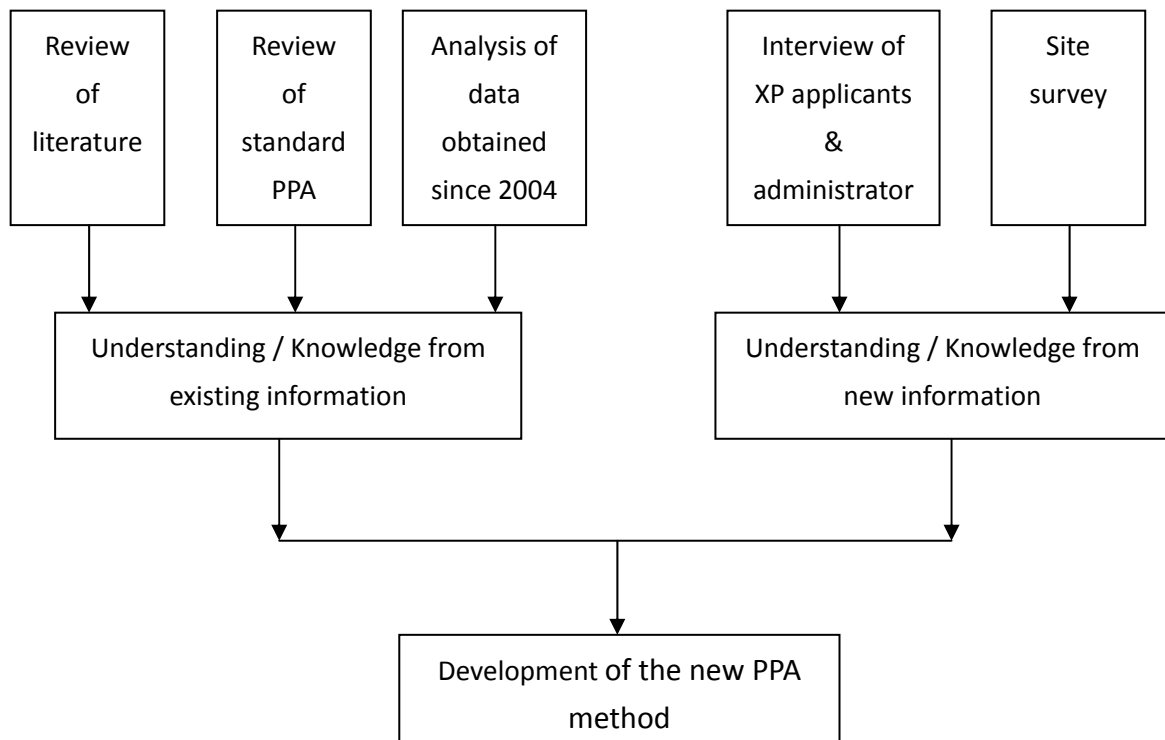 Review
of
literature
Review
of
standard
PPA
Analysis of
data
obtained
since 2004
Interview of
XP applicants
&
administrator
Site
survey
Understanding / Knowledge from
existing information
Understanding / Knowledge from
new information
Development of the new PPA
method